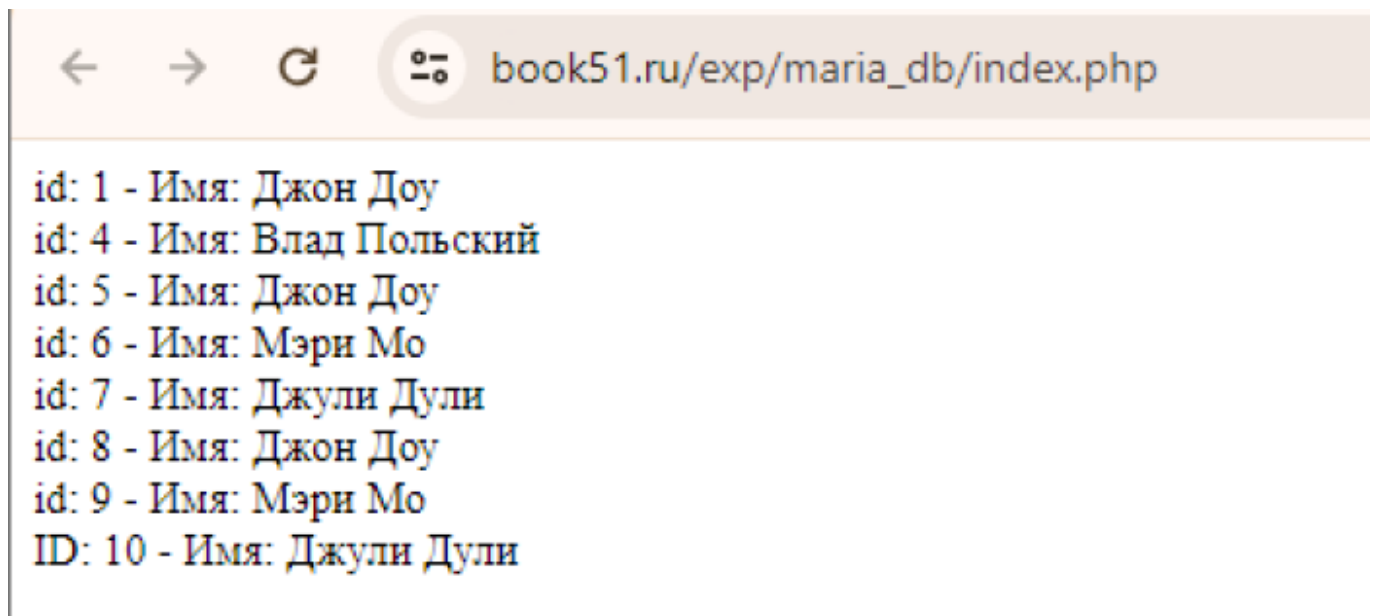 book51.ru/exp/maria_db/index.php
id: 1 - Имя: Джон Доу
id: 4 - Имя: Влад Польский
id: 5 - Имя: Джон Доу
id: 6 - Имя: Мэри Мо
id: 7 - Имя: Джули Дули
id: 8 - Имя: Джон Доу
id: 9 - Имя: Мэри Мо
ID: 10 - Имя: Джули Дули